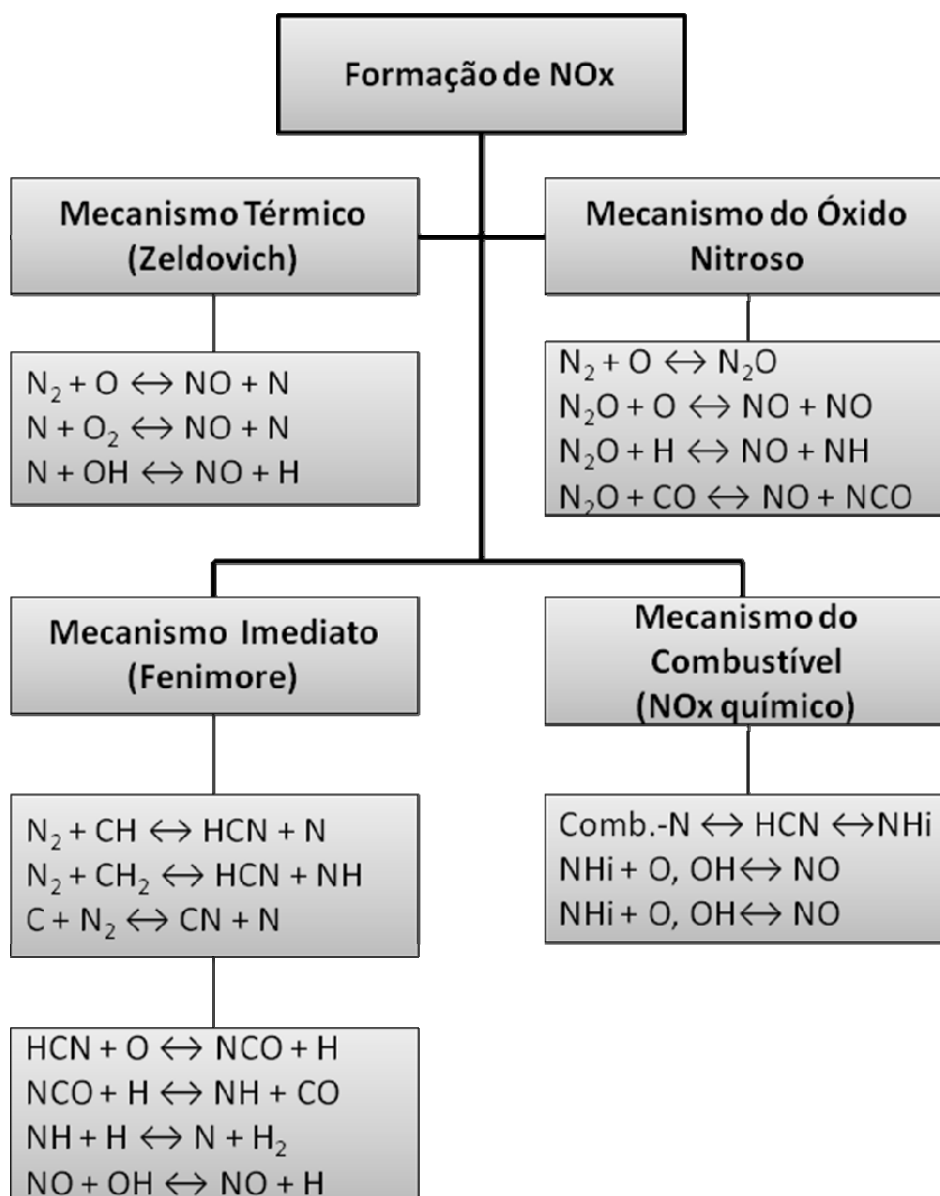 Formação de NOx
Mecanismo Térmico
(Zeldovich)
N₂ + O ↔ NO + N
N + O₂ ↔ NO + N
N + OH ↔ NO + H
Mecanismo do Óxido
Nitroso
N₂ + O ↔ N₂O
N₂O + O ↔ NO + NO
N₂O + H ↔ NO + NH
N₂O + CO ↔ NO + NCO
Mecanismo Imediato
(Fenimore)
N₂ + CH ↔ HCN + N
N₂ + CH₂ ↔ HCN + NH
C + N₂ ↔ CN + N
HCN + O ↔ NCO + H
NCO + H ↔ NH + CO
NH + H ↔ N + H₂
NO + OH ↔ NO + H
Mecanismo do
Combustível
(NOx químico)
Comb.-N ↔ HCN ↔NHi
NHi + O, OH↔ NO
NHi + O, OH↔ NO